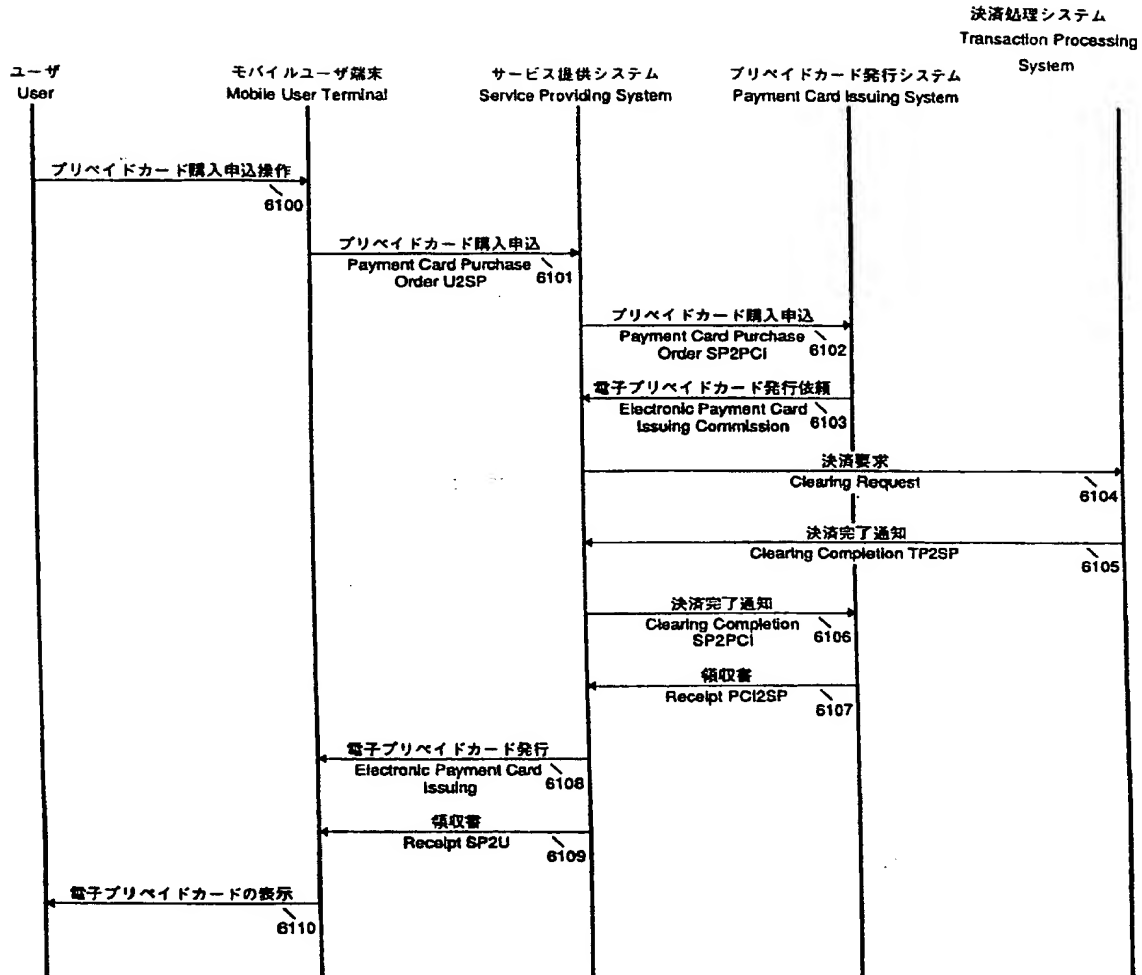 決済処理システム
Transaction Processing
System
ユーザ
User
モバイルユーザ端末
Mobile User Terminal
サービス提供システム
Service Providing System
プリペイドカード発行システム
Payment Card Issuing System
プリペイドカード購入申込操作
6100
プリペイドカード購入申込
Payment Card Purchase
Order U2SP
6101
プリペイドカード購入申込
Payment Card Purchase
Order SP2PCI
6102
電子プリペイドカード発行依頼
Electronic Payment Card
Issuing Commission
6103
決済要求
Clearing Request
6104
決済完了通知
Clearing Completion TP2SP
6105
決済完了通知
Clearing Completion
SP2PCI
6106
領収書
Receipt PCI2SP
6107
電子プリペイドカード発行
Electronic Payment Card
Issuing
6108
領収書
Receipt SP2U
6109
電子プリペイドカードの表示
6110